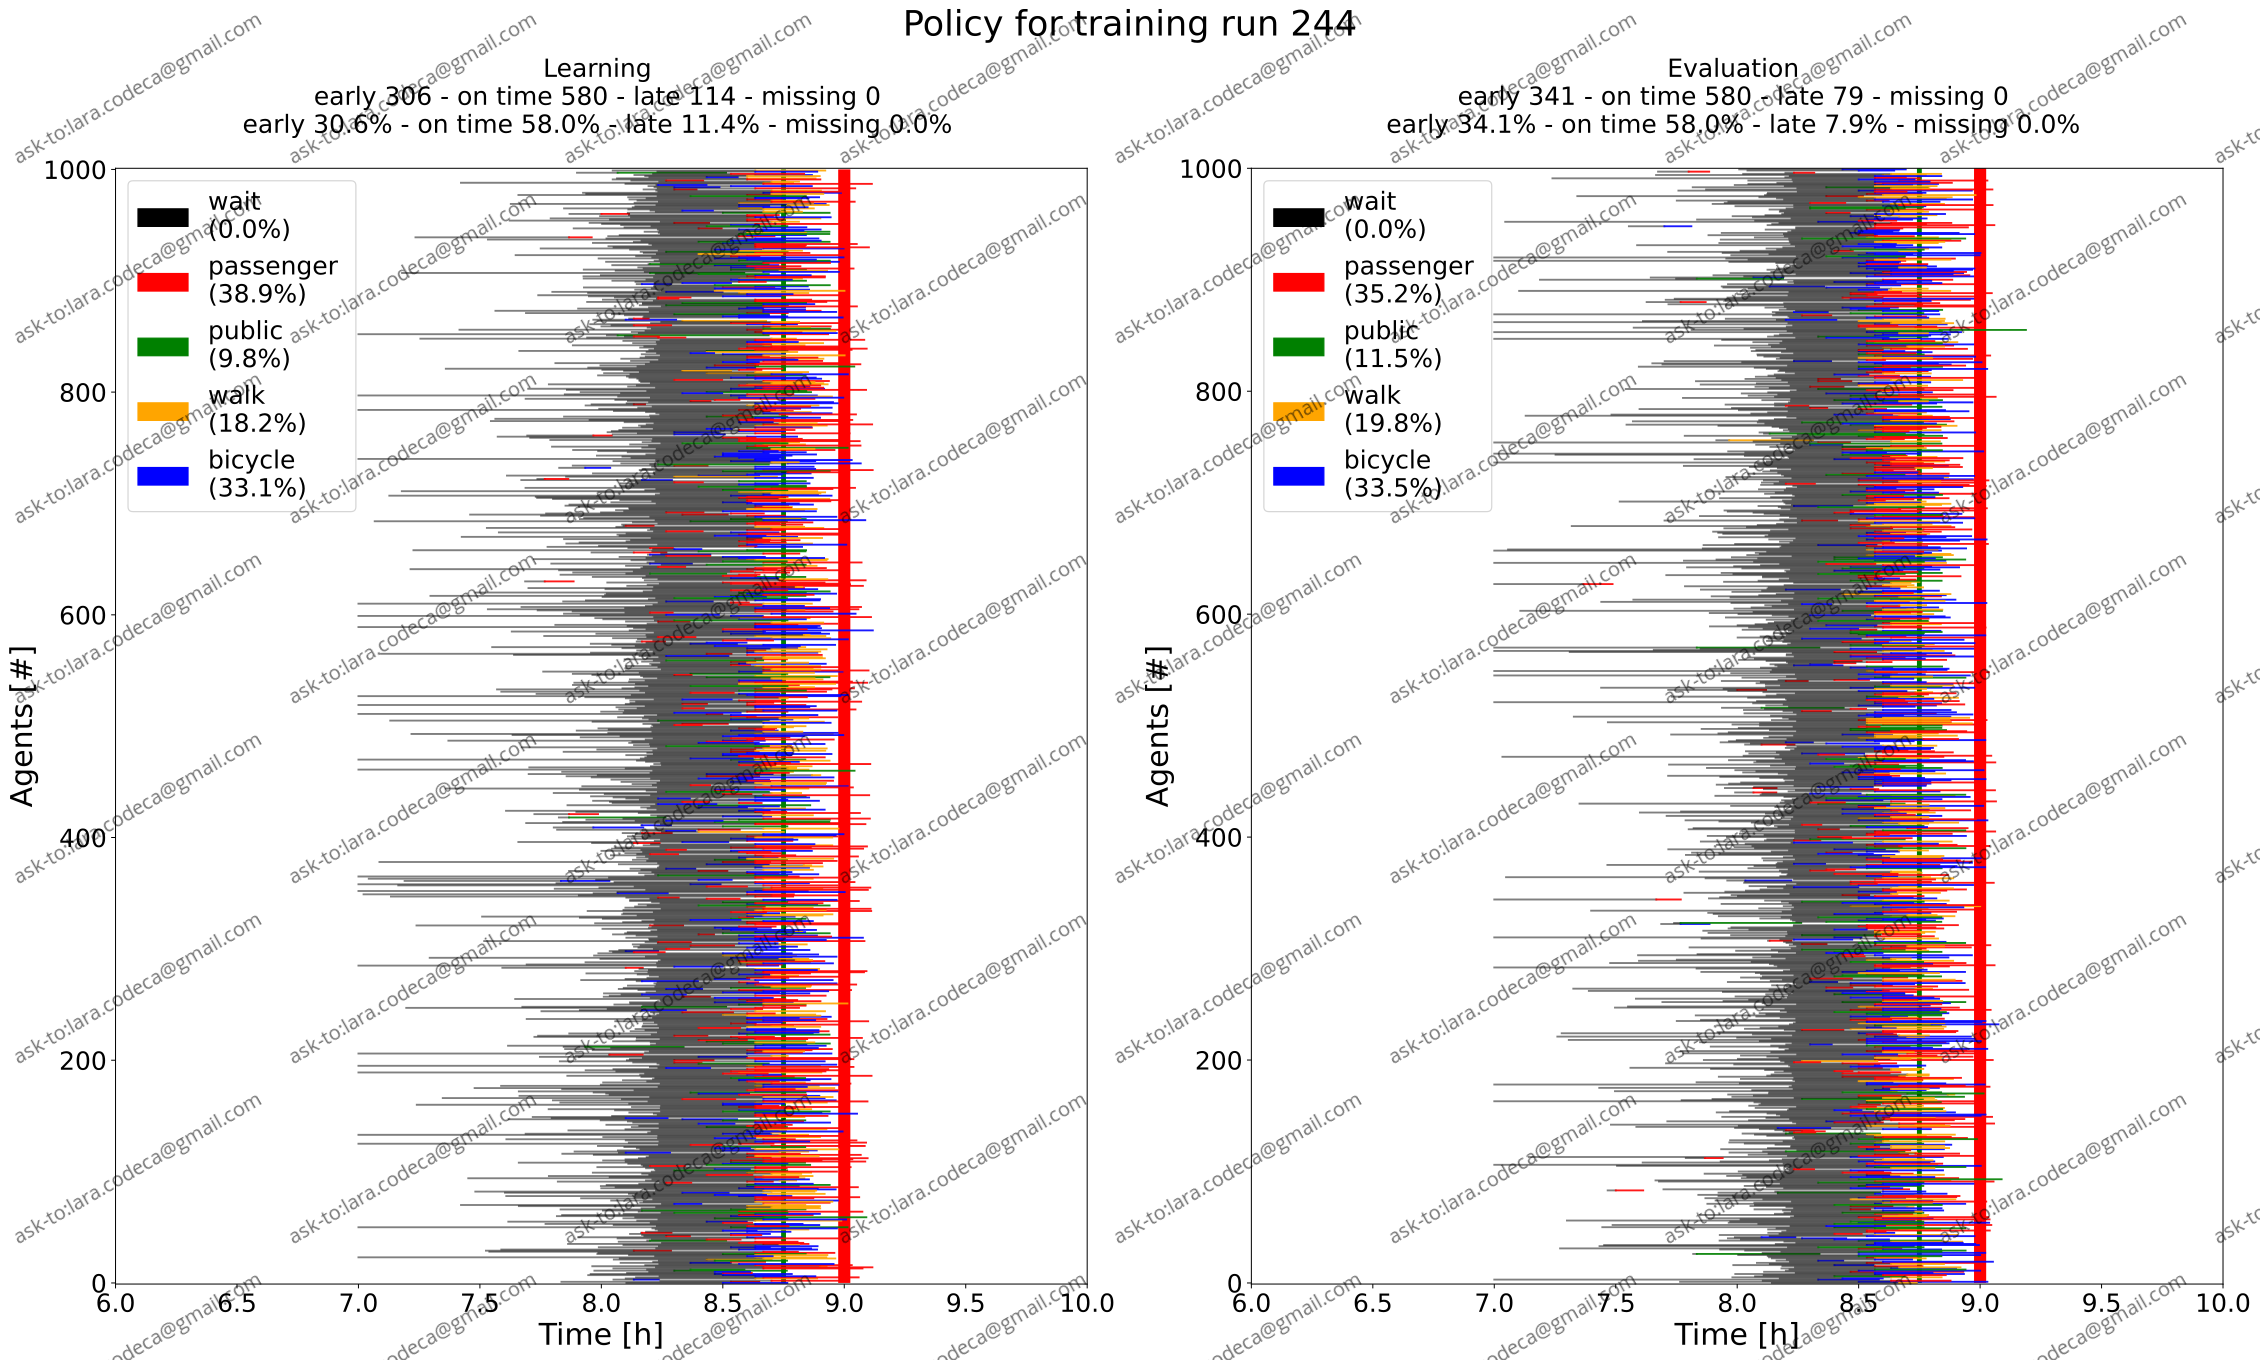 Policy for training run 244
Learning
early 306 - on time 580 - late 114 - missing 0
early 30.6% - on time 58.0% - late 11.4% - missing 0.0%
1000
800
600
400
200
0
Agents [#]
wait
(0.0%)
passenger
(38.9%)
public
(9.8%)
walk
(18.2%)
bicycle
(33.1%)
6.0 6.5 7.0 7.5 8.0 8.5 9.0 9.5 10.0
Time [h]
Evaluation
early 341 - on time 580 - late 79 - missing 0
early 34.1% - on time 58.0% - late 7.9% - missing 0.0%
1000
800
600
400
200
0
Agents [#]
wait
(0.0%)
passenger
(35.2%)
public
(11.5%)
walk
(19.8%)
bicycle
(33.5%)
6.0 6.5 7.0 7.5 8.0 8.5 9.0 9.5 10.0
Time [h]
ask-to:lara.codeca@gmail.com